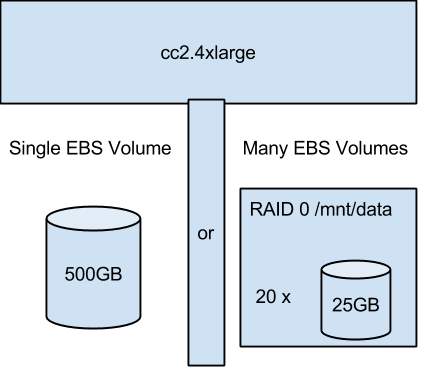 cc2.4xlarge
Single EBS Volume
Many EBS Volumes
or
500GB
RAID 0 /mnt/data
20 x
25GB